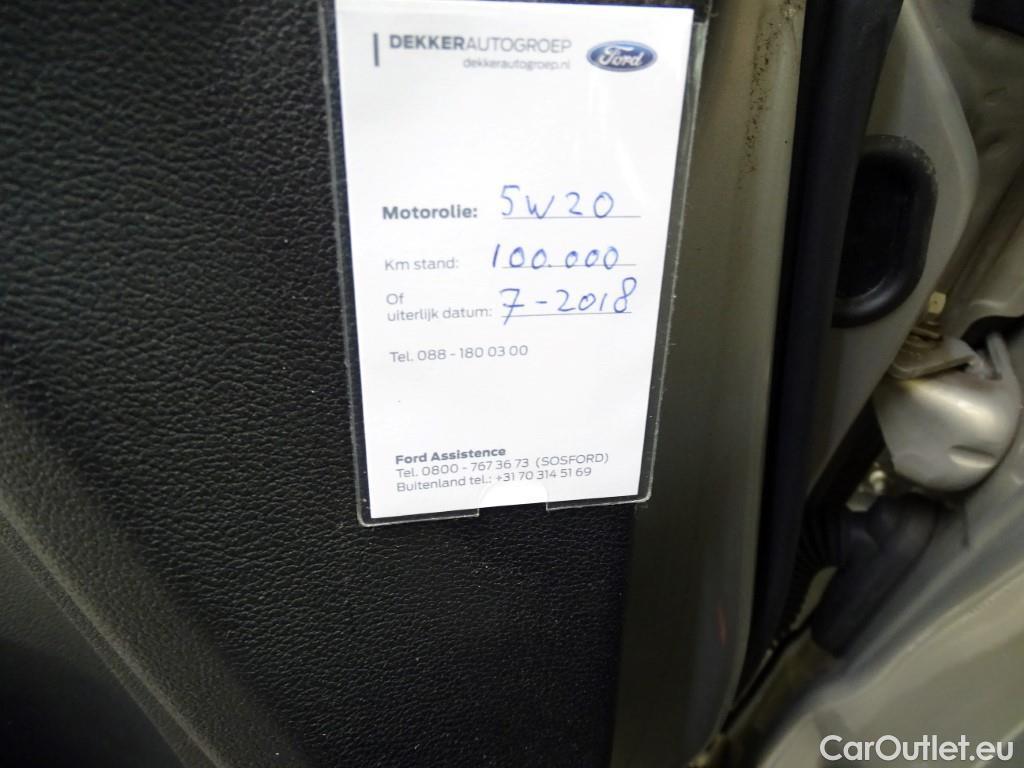 DEKKERAUTOGROEP
dekkerautogroep.nl
Ford
Motorolie: 5W20
Km stand: 100.000
Of
uiterlijk datum: 7-2018
Tel. 088 - 180 03 00
Ford Assistence
Tel. 0800 - 767 36 73 (SOSFORD)
Buitenland tel.: +31 70 314 51 69
CarOutlet.eu